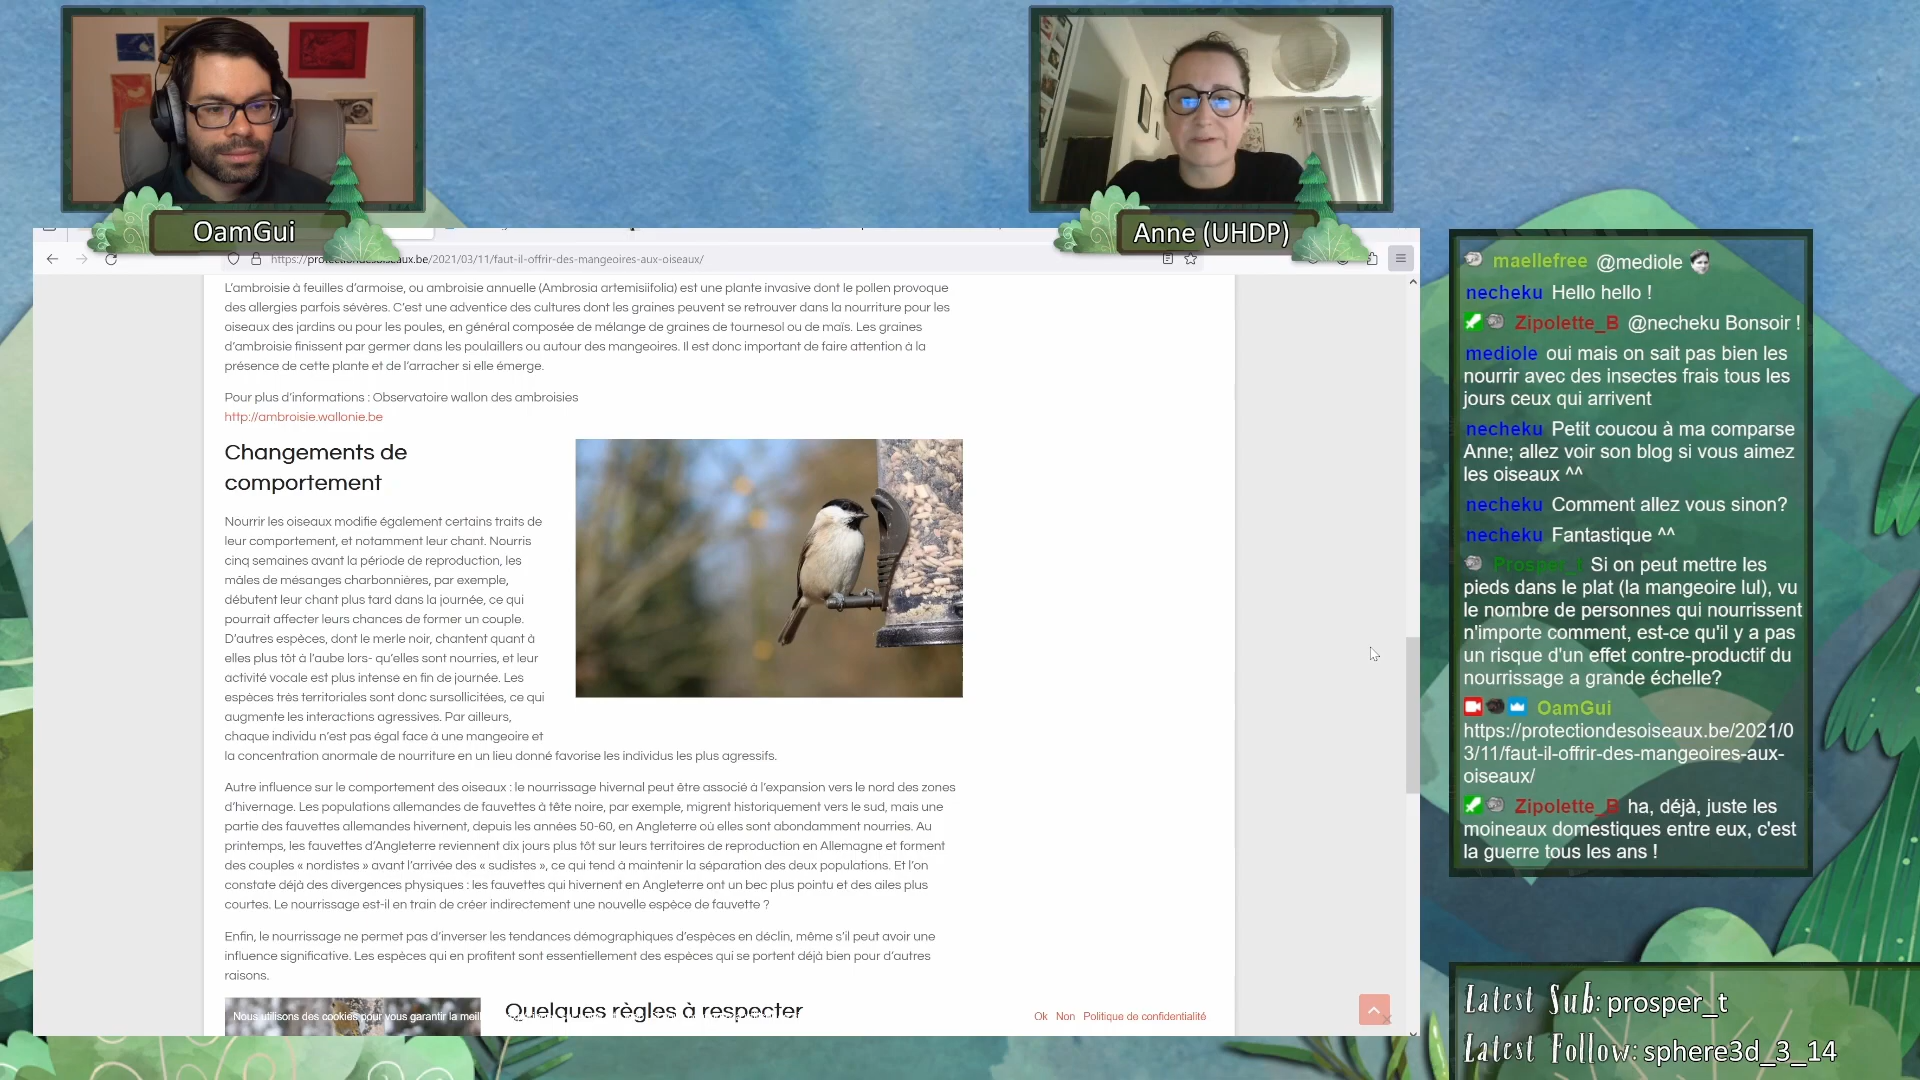 OamGui
Anne (UHDP)
https://protectiondesoiseaux.be/2021/03/11/faut-il-offrir-des-mangeoires-aux-oiseaux/
L'ambroisie à feuilles d'armoise, ou ambroisie annuelle (Ambrosia artemisiifolia) est une plante invasive dont le pollen provoque
des allergies parfois sévères. C'est une adventice des cultures dont les graines peuvent se retrouver dans la nourriture pour les
oiseaux des jardins ou pour les poules, en général composée de mélange de graines de tournesol ou de maïs. Les graines
d'ambroisie finissent par germer dans les poulaillers ou autour des mangeoires. Il est donc important de faire attention à la
présence de cette plante et de l'arracher si elle émerge.
Pour plus d'informations : Observatoire wallon des ambroisies
http://ambroisie.wallonie.be
Changements de
comportement
Nourrir les oiseaux modifie également certains traits de
leur comportement, et notamment leur chant. Nourris
cinq semaines avant la période de reproduction, les
mâles de mésanges charbonnières, par exemple,
débutent leur chant plus tard dans la journée, ce qui
pourrait affecter leurs chances de former un couple.
D'autres espèces, dont le merle noir, chantent quant à
elles plus tôt à l'aube lors- qu'elles sont nourries, et leur
activité vocale est plus intense en fin de journée. Les
espèces très territoriales sont donc sursollicitées, ce qui
augmente les interactions agressives. Par ailleurs,
chaque individu n'est pas égal face à une mangeoire et
la concentration anormale de nourriture en un lieu donné favorise les individus les plus agressifs.
Autre influence sur le comportement des oiseaux : le nourrissage hivernal peut être associé à l'expansion vers le nord des zones
d'hivernage. Les populations allemandes de fauvettes à tête noire, par exemple, migrent historiquement vers le sud, mais une
partie des fauvettes allemandes hivernent, depuis les années 50-60, en Angleterre où elles sont abondamment nourries. Au
printemps, les fauvettes d'Angleterre reviennent dix jours plus tôt sur leurs territoires de reproduction en Allemagne et forment
des couples « nordistes » avant l'arrivée des « sudistes », ce qui tend à maintenir la séparation des deux populations. Et l'on
constate déjà des divergences physiques : les fauvettes qui hivernent en Angleterre ont un bec plus pointu et des ailes plus
courtes. Le nourrissage est-il en train de créer indirectement une nouvelle espèce de fauvette ?
Enfin, le nourrissage ne permet pas d'inverser les tendances démographiques d'espèces en déclin, même s'il peut avoir une
influence significative. Les espèces qui en profitent sont essentiellement des espèces qui se portent déjà bien pour d'autres
raisons.
Quelques règles à respecter
Nous utilisons des cookies pour vous garantir la meill
Ok Non Politique de confidentialité
maellefree @mediole
necheku Hello hello !
Zipolette_B @necheku Bonsoir !
mediole oui mais on sait pas bien les
nourrir avec des insectes frais tous les
jours ceux qui arrivent
necheku Petit coucou à ma comparse
Anne; allez voir son blog si vous aimez
les oiseaux ^^
necheku Comment allez vous sinon?
necheku Fantastique ^^
Prosper_t Si on peut mettre les
pieds dans le plat (la mangeoire lul), vu
le nombre de personnes qui nourrissent
n'importe comment, est-ce qu'il y a pas
un risque d'un effet contre-productif du
nourrissage a grande échelle?
OamGui
https://protectiondesoiseaux.be/2021/0
3/11/faut-il-offrir-des-mangeoires-aux-
oiseaux/
Zipolette_B ha, déjà, juste les
moineaux domestiques entre eux, c'est
la guerre tous les ans !
Latest Sub: prosper_t
Latest Follow: sphere3d_3_14